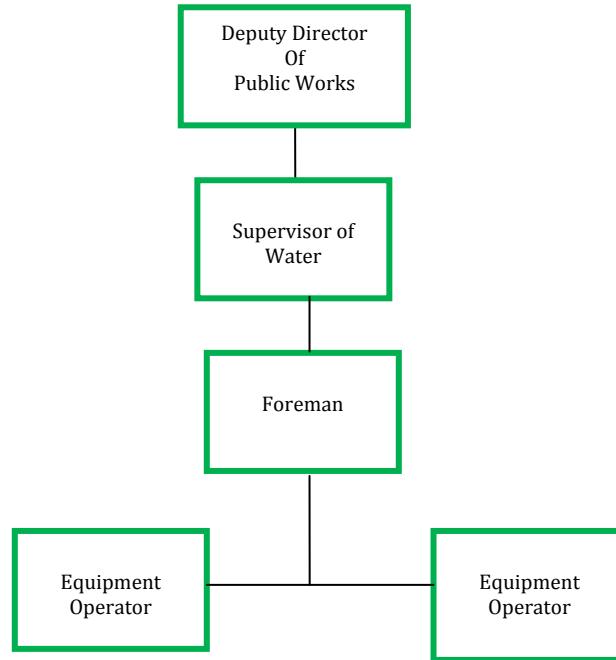 Deputy Director
Of
Public Works
Supervisor of
Water
Foreman
Equipment
Operator
Equipment
Operator